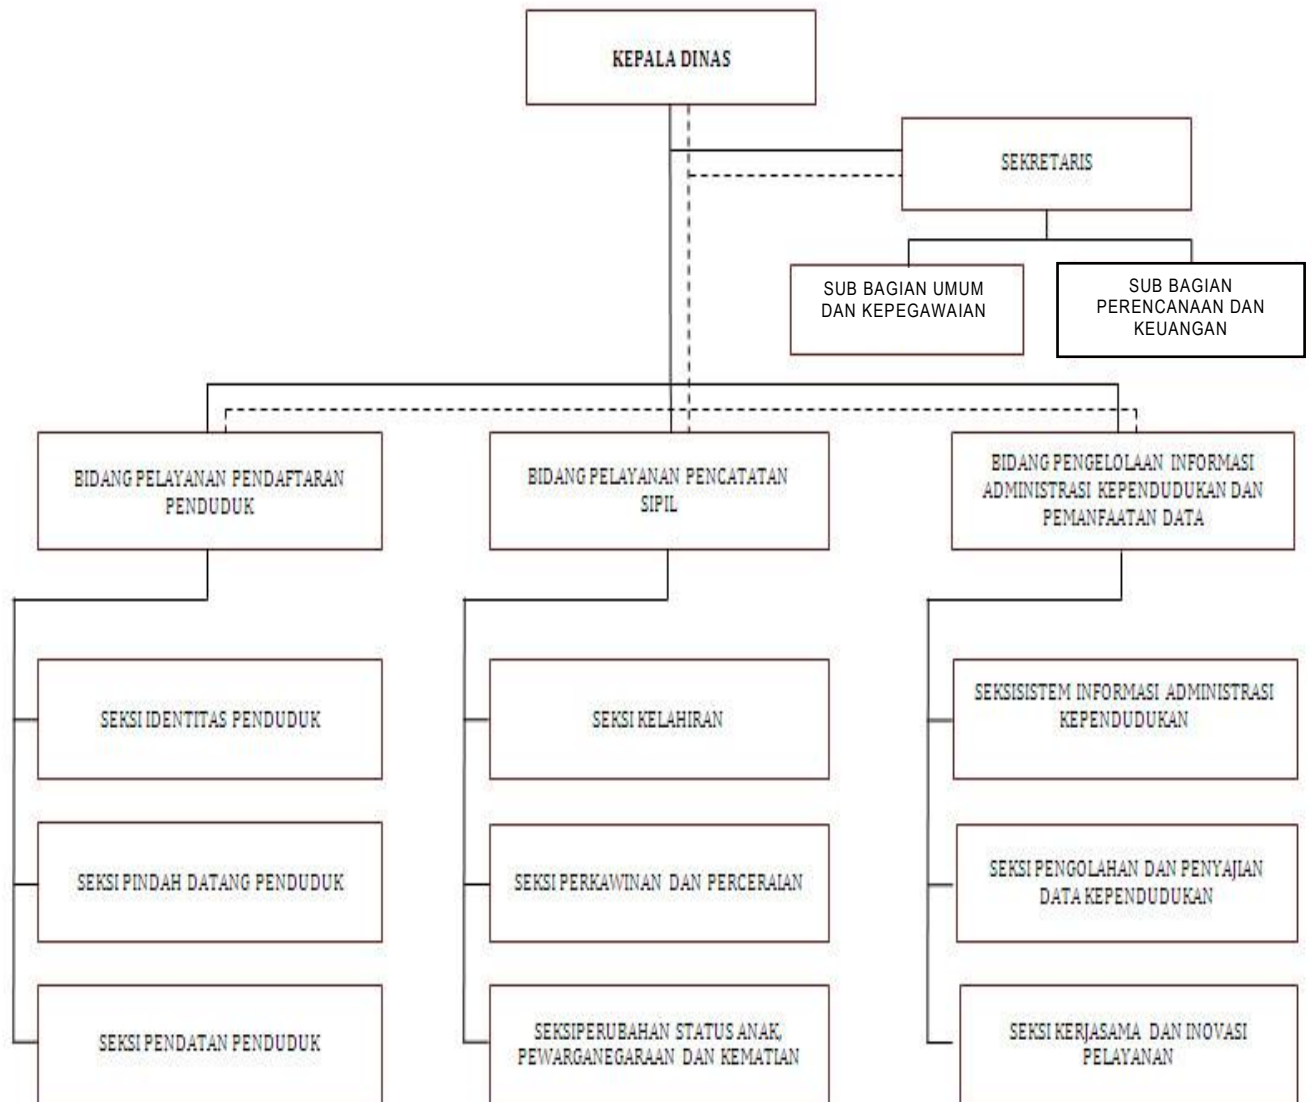 KEPALA DINAS
SEKRETARIS
SUB BAGIAN UMUM
DAN KEPEGAWAIAN
SUB BAGIAN
PERENCANAAN DAN
KEUANGAN
BIDANG PELAYANAN PENDAFTARAN
PENDUDUK
BIDANG PELAYANAN PENCATATAN
SIPIL
BIDANG PENGELOLAAN INFORMASI
ADMINISTRASI KEPENDUDUKAN DAN
PEMANFAATAN DATA
SEKSI IDENTITAS PENDUDUK
SEKSI KELAHIRAN
SEKSISISTEM INFORMASI ADMINISTRASI
KEPENDUDUKAN
SEKSI PINDAH DATANG PENDUDUK
SEKSI PERKAWINAN DAN PERCERAIAN
SEKSI PENGOLAHAN DAN PENYAJIAN
DATA KEPENDUDUKAN
SEKSI PENDATAN PENDUDUK
SEKSIPERUBAHAN STATUS ANAK,
PEWARGANEGARAAN DAN KEMATIAN
SEKSI KERJASAMA DAN INOVASI
PELAYANAN